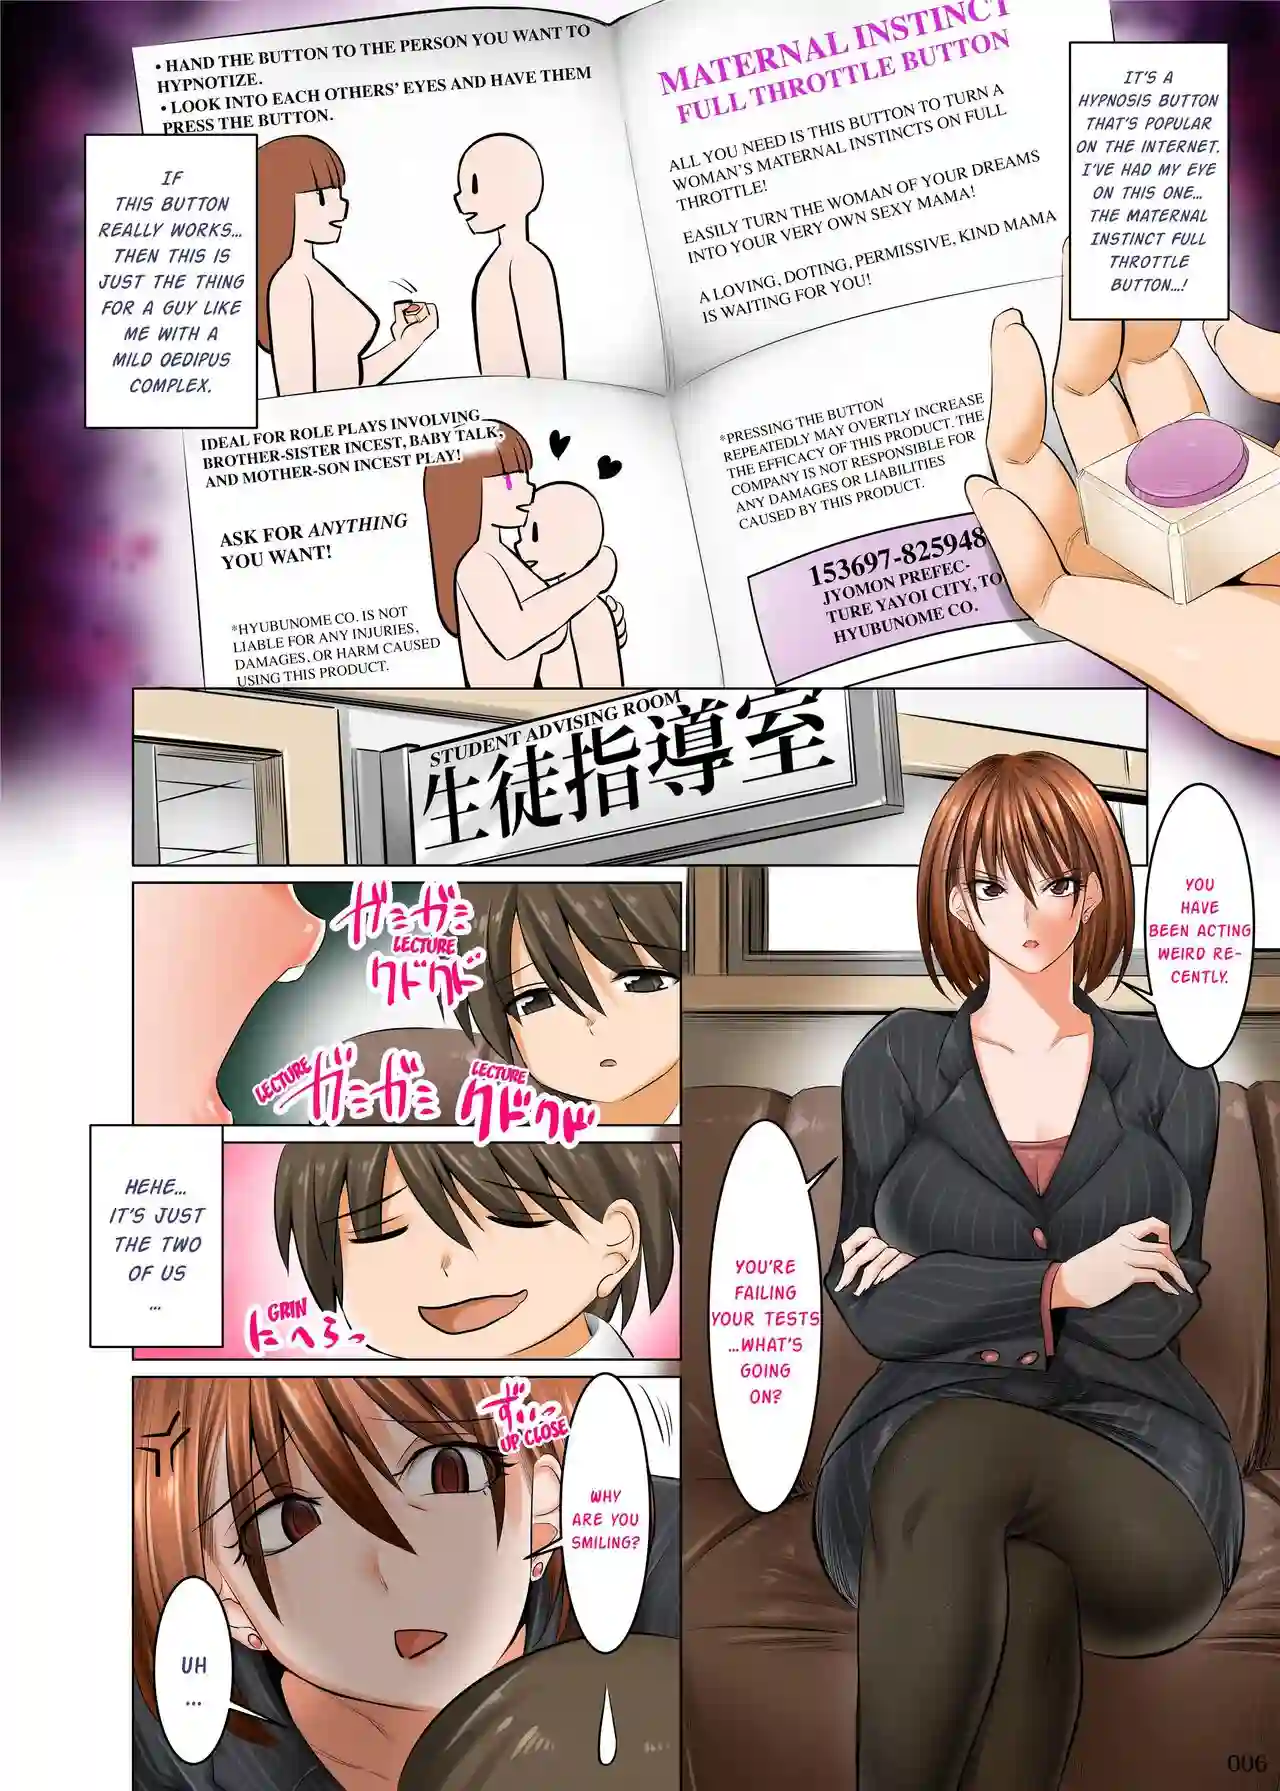 • HAND THE BUTTON TO THE PERSON YOU WANT TO
HYPNOTIZE.
• LOOK INTO EACH OTHERS' EYES AND HAVE THEM
PRESS THE BUTTON.
MATERNAL INSTINCT
FULL THROTTLE BUTTON
ALL YOU NEED IS THIS BUTTON TO TURN A
WOMAN'S MATERNAL INSTINCTS ON FULL
THROTTLE!
EASILY TURN THE WOMAN OF YOUR DREAMS
INTO YOUR VERY OWN SEXY MAMA!
A LOVING, DOTING, PERMISSIVE, KIND MAMA
IS WAITING FOR YOU!
IT'S A
HYPNOSIS BUTTON
THAT'S POPULAR
ON THE INTERNET.
I'VE HAD MY EYE
ON THIS ONE...
THE MATERNAL
INSTINCT FULL
THROTTLE
BUTTON...!
IF
THIS BUTTON
REALLY WORKS...
THEN THIS IS
JUST THE THING
FOR A GUY LIKE
ME WITH A
MILD OEDIPUS
COMPLEX.
IDEAL FOR ROLE PLAYS INVOLVING
BROTHER-SISTER INCEST, BABY TALK,
AND MOTHER-SON INCEST PLAY!
ASK FOR ANYTHING
YOU WANT!
*HYUBUNOME CO. IS NOT
LIABLE FOR ANY INJURIES,
DAMAGES, OR HARM CAUSED
USING THIS PRODUCT.
*PRESSING THE BUTTON
REPEATEDLY MAY OVERTLY INCREASE
THE EFFICACY OF THIS PRODUCT. THE
COMPANY IS NOT RESPONSIBLE FOR
ANY DAMAGES OR LIABILITIES
CAUSED BY THIS PRODUCT.
153697-825948
JYOMON PREFEC-
TURE YAYOI CITY, TO
HYUBUNOME CO.
STUDENT ADVISING ROOM
生徒指導室
YOU
HAVE
BEEN ACTING
WEIRD RE-
CENTLY.
YOU'RE
FAILING
YOUR TESTS
...WHAT'S
GOING
ON?
ガミガミ
LECTURE
クドクド
LECTURE
ガミガミ
LECTURE
クドクド
HEHE...
IT'S JUST
THE TWO
OF US
...
GRIN
にへらっ
ずいっ
UP CLOSE
WHY
ARE YOU
SMILING?
UH
...
006